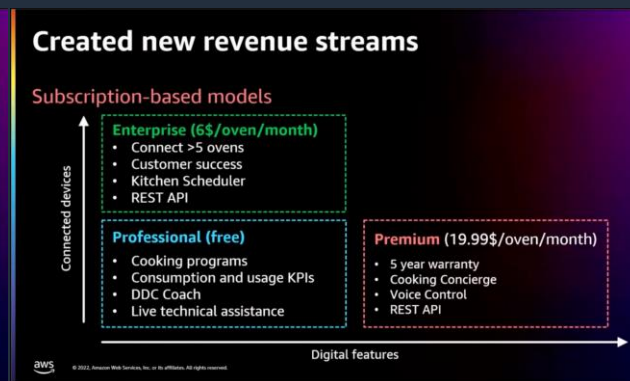 Created new revenue streams
Subscription-based models
Connected devices
Enterprise (6$/oven/month)
• Connect >5 ovens
• Customer success
• Kitchen Scheduler
• REST API
Professional (free)
• Cooking programs
• Consumption and usage KPIs
• DDC Coach
• Live technical assistance
Premium (19.99$/oven/month)
• 5 year warranty
• Cooking Concierge
• Voice Control
• REST API
Digital features
aws
© 2022, Amazon Web Services, Inc. or its affiliates. All rights reserved.